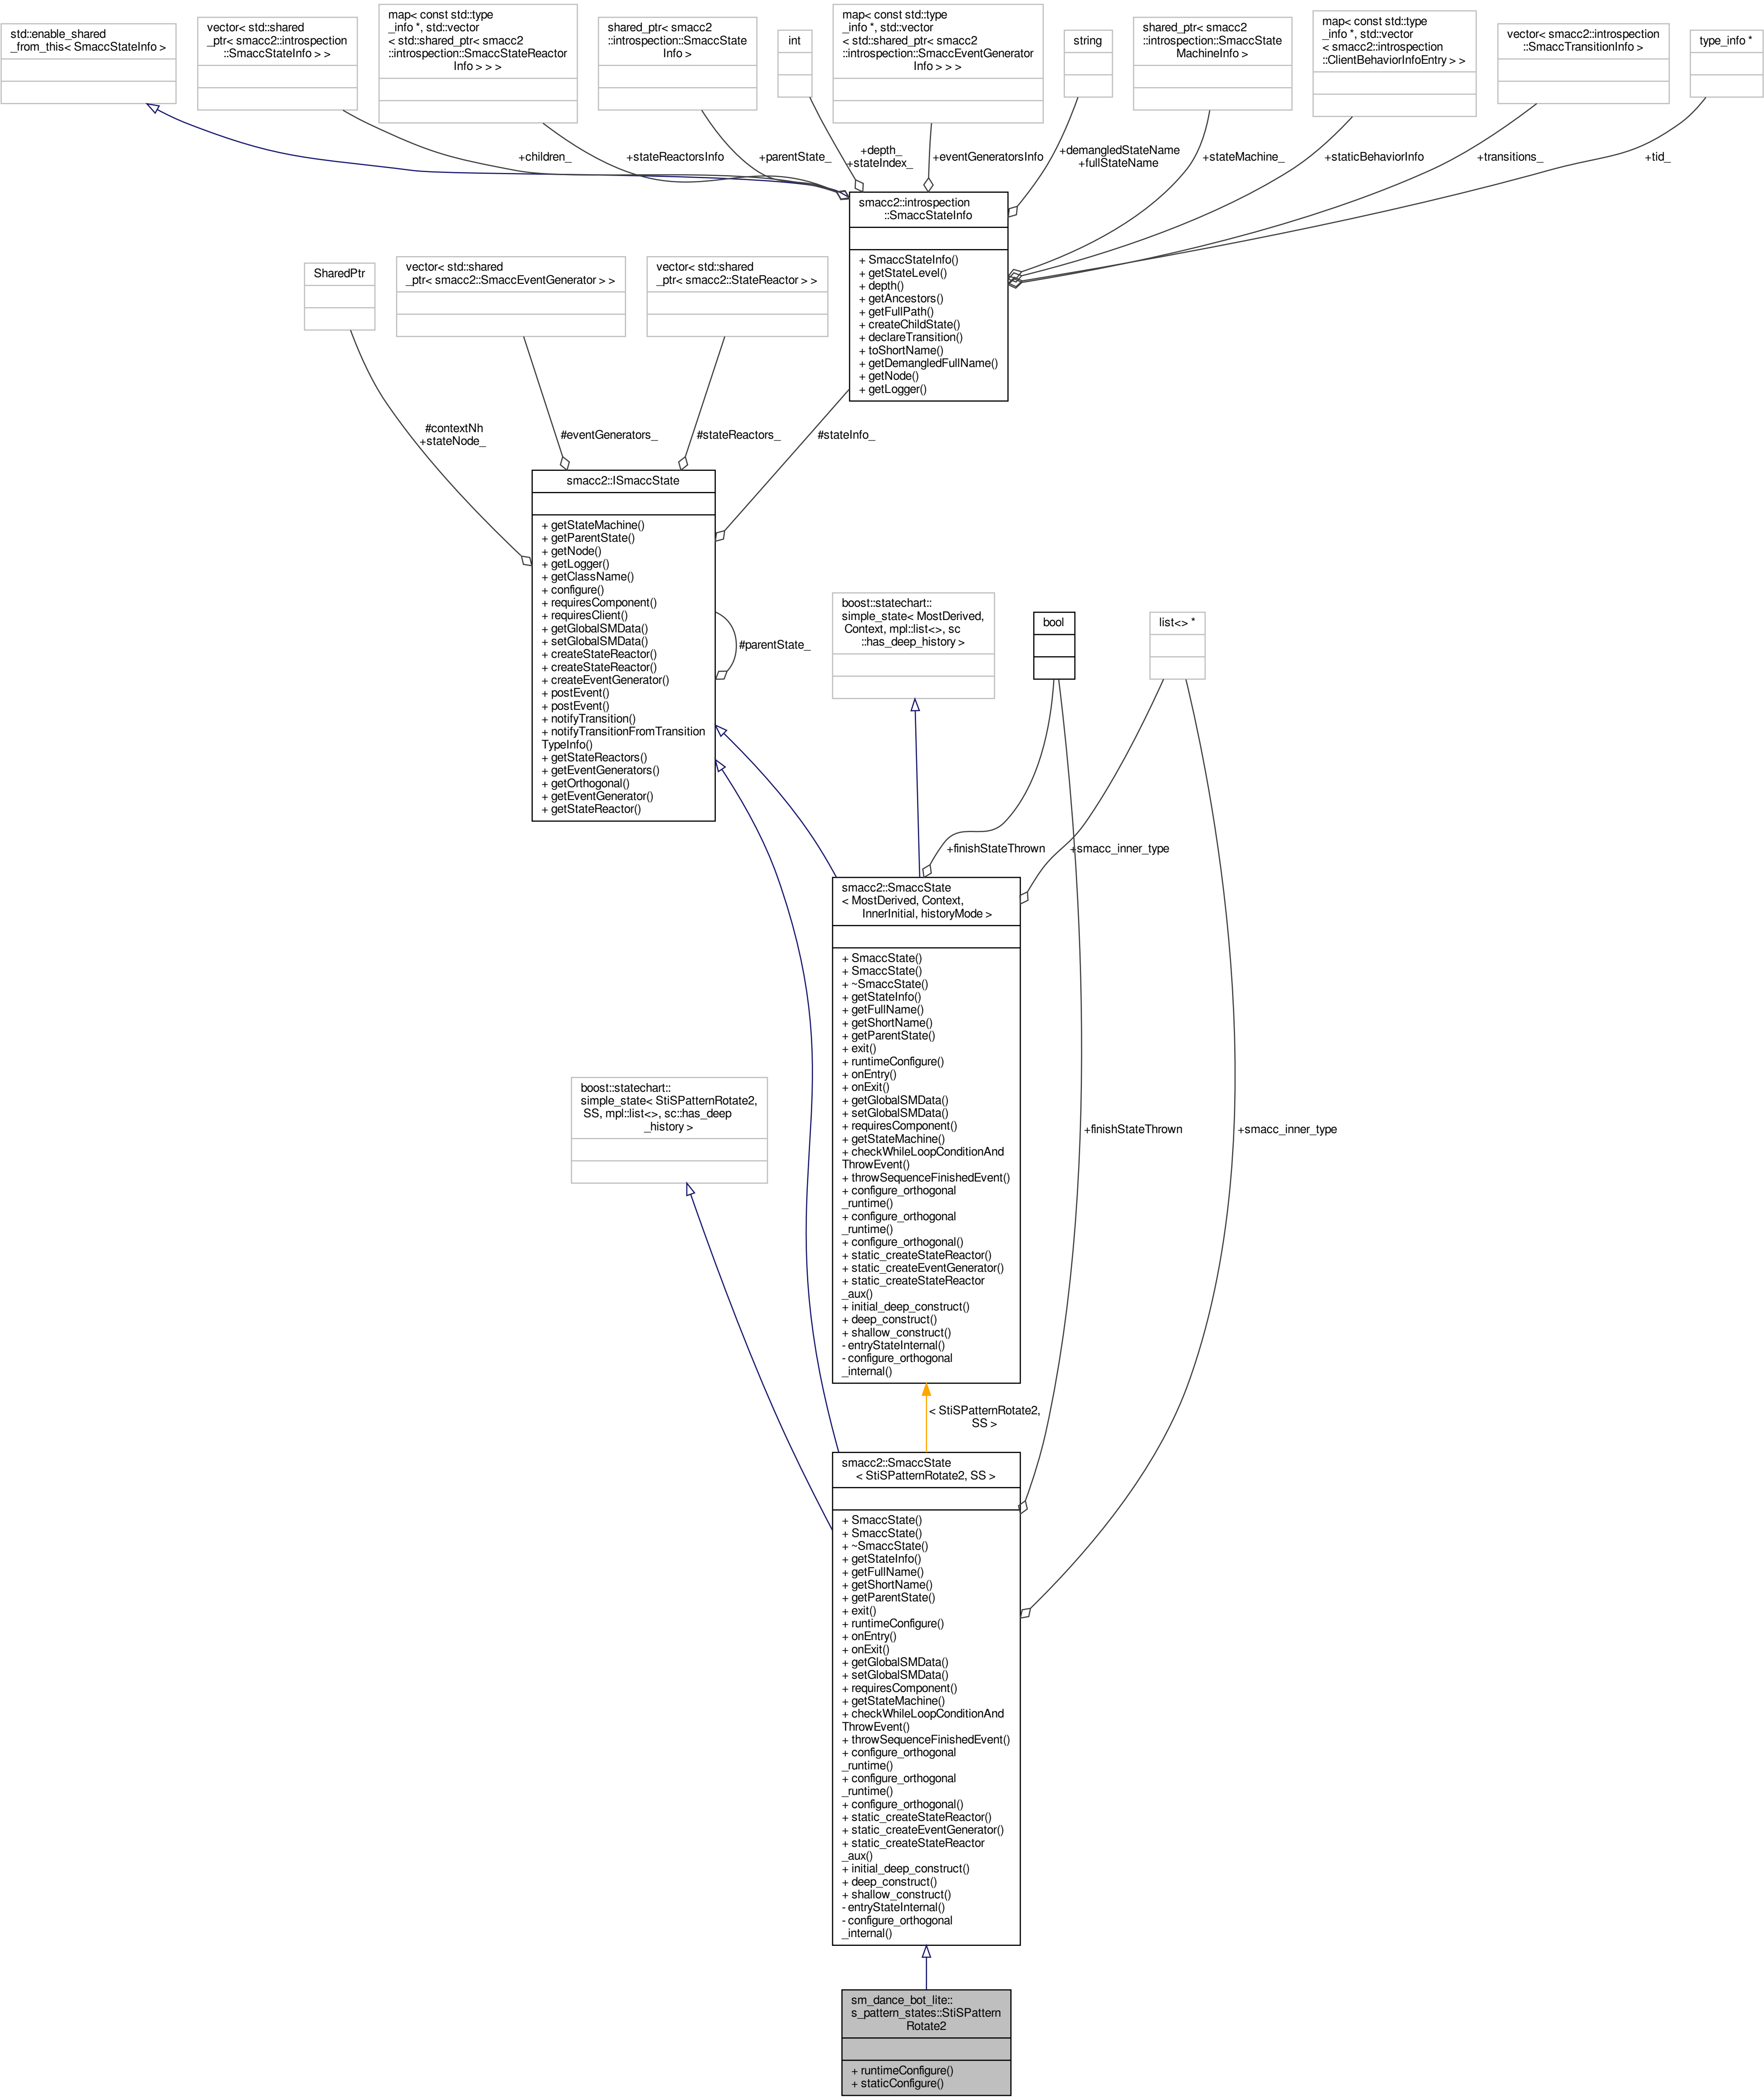 std::enable_shared
_from_this< SmaccStateInfo >
vector< std::shared
_ptr< smacc2::introspection
::SmaccStateInfo > >
map< const std::type
_info *, std::vector
< std::shared_ptr< smacc2
::introspection::SmaccStateReactor
Info > > >
shared_ptr< smacc2
::introspection::SmaccState
Info >
int
map< const std::type
_info *, std::vector
< std::shared_ptr< smacc2
::introspection::SmaccEventGenerator
Info > > >
string
shared_ptr< smacc2
::introspection::SmaccState
MachineInfo >
map< const std::type
_info *, std::vector
< smacc2::introspection
::ClientBehaviorInfoEntry > >
vector< smacc2::introspection
::SmaccTransitionInfo >
type_info *
+children_
+stateReactorsInfo
+parentState_
+depth_
+stateIndex_
+eventGeneratorsInfo
+demangledStateName
+fullStateName
+stateMachine_
+staticBehaviorInfo
+transitions_
+tid_
smacc2::introspection
::SmaccStateInfo
+ SmaccStateInfo()
+ getStateLevel()
+ depth()
+ getAncestors()
+ getFullPath()
+ createChildState()
+ declareTransition()
+ toShortName()
+ getDemangledFullName()
+ getNode()
+ getLogger()
SharedPtr
vector< std::shared
_ptr< smacc2::SmaccEventGenerator > >
vector< std::shared
_ptr< smacc2::StateReactor > >
#contextNh
+stateNode_
#eventGenerators_
#stateReactors_
#stateInfo_
smacc2::ISmaccState
+ getStateMachine()
+ getParentState()
+ getNode()
+ getLogger()
+ getClassName()
+ configure()
+ requiresComponent()
+ requiresClient()
+ getGlobalSMData()
+ setGlobalSMData()
+ createStateReactor()
+ createStateReactor()
+ createEventGenerator()
+ postEvent()
+ postEvent()
+ notifyTransition()
+ notifyTransitionFromTransition
TypeInfo()
+ getStateReactors()
+ getEventGenerators()
+ getOrthogonal()
+ getEventGenerator()
+ getStateReactor()
#parentState_
boost::statechart::
simple_state< MostDerived,
Context, mpl::list<>, sc
::has_deep_history >
bool
list<> *
+finishStateThrown
+smacc_inner_type
smacc2::SmaccState
< MostDerived, Context,
InnerInitial, historyMode >
+ SmaccState()
+ SmaccState()
+ ~SmaccState()
+ getStateInfo()
+ getFullName()
+ getShortName()
+ getParentState()
+ exit()
+ runtimeConfigure()
+ onEntry()
+ onExit()
+ getGlobalSMData()
+ setGlobalSMData()
+ requiresComponent()
+ getStateMachine()
+ checkWhileLoopConditionAnd
ThrowEvent()
+ throwSequenceFinishedEvent()
+ configure_orthogonal
_runtime()
+ configure_orthogonal
_runtime()
+ configure_orthogonal()
+ static_createStateReactor()
+ static_createEventGenerator()
+ static_createStateReactor
_aux()
+ initial_deep_construct()
+ deep_construct()
+ shallow_construct()
- entryStateInternal()
- configure_orthogonal
_internal()
boost::statechart::
simple_state< StiSPatternRotate2,
SS, mpl::list<>, sc::has_deep
_history >
+finishStateThrown
+smacc_inner_type
< StiSPatternRotate2,
SS >
smacc2::SmaccState
< StiSPatternRotate2, SS >
+ SmaccState()
+ SmaccState()
+ ~SmaccState()
+ getStateInfo()
+ getFullName()
+ getShortName()
+ getParentState()
+ exit()
+ runtimeConfigure()
+ onEntry()
+ onExit()
+ getGlobalSMData()
+ setGlobalSMData()
+ requiresComponent()
+ getStateMachine()
+ checkWhileLoopConditionAnd
ThrowEvent()
+ throwSequenceFinishedEvent()
+ configure_orthogonal
_runtime()
+ configure_orthogonal
_runtime()
+ configure_orthogonal()
+ static_createStateReactor()
+ static_createEventGenerator()
+ static_createStateReactor
_aux()
+ initial_deep_construct()
+ deep_construct()
+ shallow_construct()
- entryStateInternal()
- configure_orthogonal
_internal()
sm_dance_bot_lite::
s_pattern_states::StiSPattern
Rotate2
+ runtimeConfigure()
+ staticConfigure()